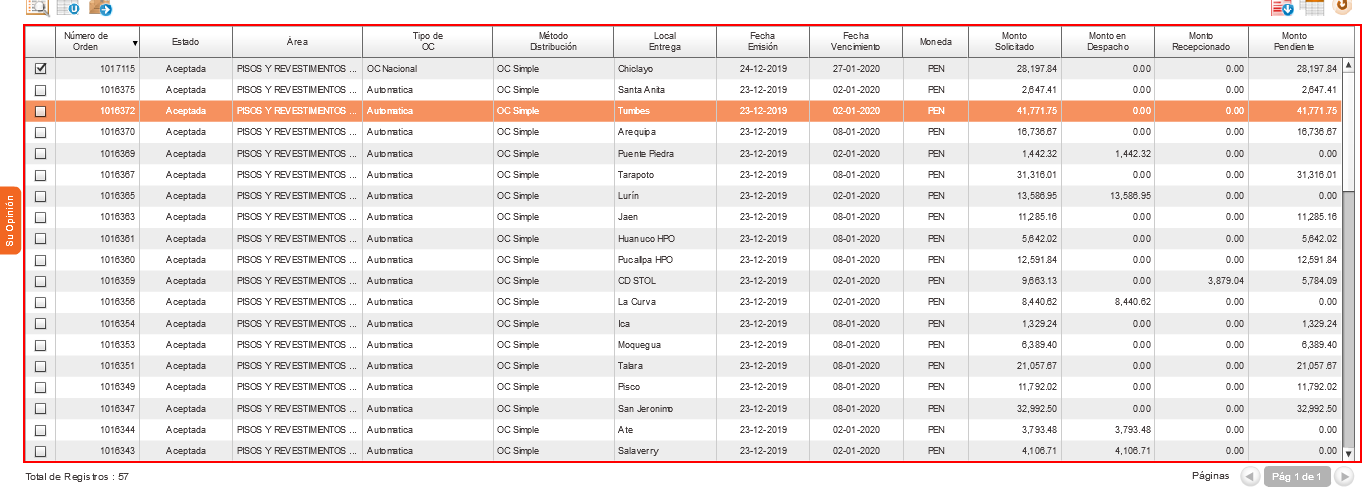 Número de Orden ▼ Estado Área Tipo de OC Método Distribución Local Entrega Fecha Emisión Fecha Vencimiento Moneda Monto Solicitado Monto en Despacho Monto Recepcionado Monto Pendiente
1017115 Aceptada PISOS Y REVESTIMIENTOS ... OC Nacional OC Simple Chiclayo 24-12-2019 27-01-2020 PEN 28,197.84 0.00 0.00 28,197.84
1016375 Aceptada PISOS Y REVESTIMIENTOS ... Automatica OC Simple Santa Anita 23-12-2019 02-01-2020 PEN 2,647.41 0.00 0.00 2,647.41
1016372 Aceptada PISOS Y REVESTIMIENTOS ... Automatica OC Simple Tumbes 23-12-2019 02-01-2020 PEN 41,771.75 0.00 0.00 41,771.75
1016370 Aceptada PISOS Y REVESTIMIENTOS ... Automatica OC Simple Arequipa 23-12-2019 08-01-2020 PEN 16,736.67 0.00 0.00 16,736.67
1016369 Aceptada PISOS Y REVESTIMIENTOS ... Automatica OC Simple Puente Piedra 23-12-2019 02-01-2020 PEN 1,442.32 1,442.32 0.00 0.00
1016367 Aceptada PISOS Y REVESTIMIENTOS ... Automatica OC Simple Tarapoto 23-12-2019 08-01-2020 PEN 31,316.01 0.00 0.00 31,316.01
1016365 Aceptada PISOS Y REVESTIMIENTOS ... Automatica OC Simple Lurín 23-12-2019 02-01-2020 PEN 13,586.95 13,586.95 0.00 0.00
1016363 Aceptada PISOS Y REVESTIMIENTOS ... Automatica OC Simple Jaen 23-12-2019 08-01-2020 PEN 11,285.16 0.00 0.00 11,285.16
1016361 Aceptada PISOS Y REVESTIMIENTOS ... Automatica OC Simple Huanuco HPO 23-12-2019 08-01-2020 PEN 5,642.02 0.00 0.00 5,642.02
1016360 Aceptada PISOS Y REVESTIMIENTOS ... Automatica OC Simple Pucallpa HPO 23-12-2019 08-01-2020 PEN 12,591.84 0.00 0.00 12,591.84
1016359 Aceptada PISOS Y REVESTIMIENTOS ... Automatica OC Simple CD STOL 23-12-2019 02-01-2020 PEN 9,663.13 0.00 3,879.04 5,784.09
1016356 Aceptada PISOS Y REVESTIMIENTOS ... Automatica OC Simple La Curva 23-12-2019 02-01-2020 PEN 8,440.62 8,440.62 0.00 0.00
1016354 Aceptada PISOS Y REVESTIMIENTOS ... Automatica OC Simple Ica 23-12-2019 08-01-2020 PEN 1,329.24 0.00 0.00 1,329.24
1016353 Aceptada PISOS Y REVESTIMIENTOS ... Automatica OC Simple Moquegua 23-12-2019 08-01-2020 PEN 6,389.40 0.00 0.00 6,389.40
1016351 Aceptada PISOS Y REVESTIMIENTOS ... Automatica OC Simple Talara 23-12-2019 08-01-2020 PEN 21,057.67 0.00 0.00 21,057.67
1016349 Aceptada PISOS Y REVESTIMIENTOS ... Automatica OC Simple Pisco 23-12-2019 08-01-2020 PEN 11,792.02 0.00 0.00 11,792.02
1016347 Aceptada PISOS Y REVESTIMIENTOS ... Automatica OC Simple San Jeronimo 23-12-2019 08-01-2020 PEN 32,992.50 0.00 0.00 32,992.50
1016344 Aceptada PISOS Y REVESTIMIENTOS ... Automatica OC Simple Ate 23-12-2019 02-01-2020 PEN 3,793.48 3,793.48 0.00 0.00
1016343 Aceptada PISOS Y REVESTIMIENTOS ... Automatica OC Simple Salaverry 23-12-2019 02-01-2020 PEN 4,106.71 4,106.71 0.00 0.00
Su Opinión
Total de Registros : 57
Páginas Pág 1 de 1